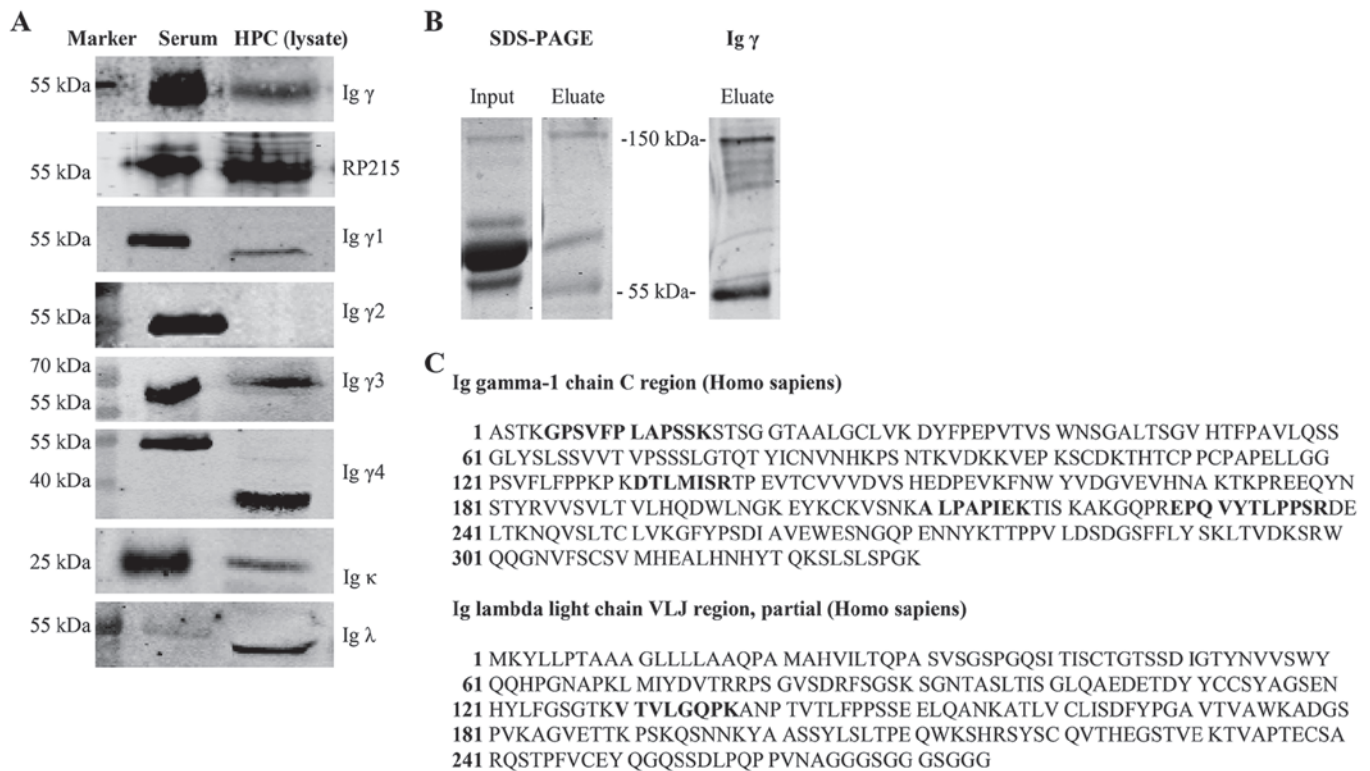 A
Marker Serum HPC (lysate)
55 kDa
Ig γ
55 kDa
RP215
55 kDa
Ig γ1
55 kDa
Ig γ2
70 kDa
Ig γ3
55 kDa
55 kDa
Ig γ4
40 kDa
25 kDa
Ig κ
55 kDa
Ig λ
B
SDS-PAGE Ig γ
Input Eluate Eluate
-150 kDa-
- 55 kDa-
C
Ig gamma-1 chain C region (Homo sapiens)
1 ASTKGPSVFP LAPSSKSTSG GTAALGCLVK DYFPEPVTVS WNSGALTSGV HTFPAVLQSS
61 GLYSLSSVVT VPSSSLGTQT YICNVNHKPS NTKVDKKVEP KSCDKTHTCP PCPAPELLGG
121 PSVFLFPPKP KDTLMISRTP EVTCVVVDVS HEDPEVKFNW YVDGVEVHNA KTKPREEQYN
181 STYRVVSVLT VLHQDWLNGK EYKCKVSNKA LPAPIEKTIS KAKGQPREPQ VYTLPPSRDE
241 LTKNQVSLTC LVKGFYPSDI AVEWESNGQP ENNYKTTPPV LDSDGSFFLY SKLTVDKSRW
301 QQGNVFSCSV MHEALHNHYT QKSLSLSPGK
Ig lambda light chain VLJ region, partial (Homo sapiens)
1 MKYLLPTAAA GLLLLAAQPA MAHVILTQPA SVSGSPGQSI TISCTGTSSD IGTYNVVSWY
61 QQHPGNAPKL MIYDVTRRPS GVSDRFSGSK SGNTASLTIS GLQAEDETDY YCCSYAGSEN
121 HYLFGSGTKV TVLGQPKANP TVTLFPPSSE ELQANKATLV CLISDFYPGA VTVAWKADGS
181 PVKAGVETTK PSKQSNNKYA ASSYLSLTPE QWKSHRSYSC QVTHEGSTVE KTVAPTECSA
241 RQSTPFVCEY QGQSSDLPQP PVNAGGGSGG GSGGG